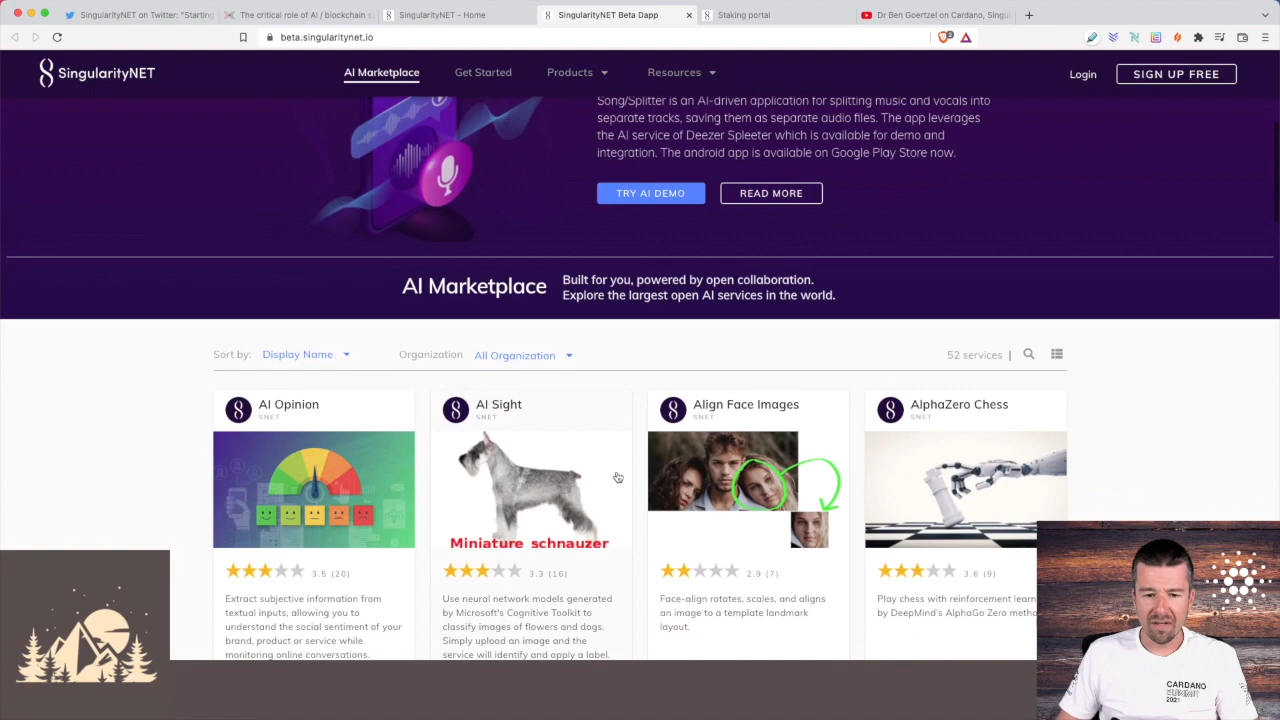 SingularityNET on Twitter: "Starting
The critical role of AI / blockchain s
SingularityNET - Home
SingularityNET Beta Dapp
Staking portal
Dr Ben Goertzel on Cardano, Singul
beta.singularitynet.io
SingularityNET
AI Marketplace
Get Started
Products
Resources
Login
SIGN UP FREE
Song/Splitter is an AI-driven application for splitting music and vocals into
separate tracks, saving them as separate audio files. The app leverages
the AI service of Deezer Spleeter which is available for demo and
integration. The android app is available on Google Play Store now.
TRY AI DEMO
READ MORE
AI Marketplace
Built for you, powered by open collaboration.
Explore the largest open AI services in the world.
Sort by: Display Name
Organization All Organization
52 services |
AI Opinion
SNET
3.5 (20)
Extract subjective information from
textual inputs, allowing you to
understand the social sentiment of your
brand, product or service while
monitoring online conversations.
AI Sight
SNET
Miniature schnauzer
3.3 (16)
Use neural network models generated
by Microsoft's Cognitive Toolkit to
classify images of flowers and dogs.
Simply upload an image and the
service will identify and apply a label.
Align Face Images
SNET
2.9 (7)
Face-align rotates, scales, and aligns
an image to a template landmark
layout.
AlphaZero Chess
SNET
3.6 (9)
Play chess with reinforcement learn
by DeepMind's AlphaGo Zero metho
CARDANO
SUMMIT
2021